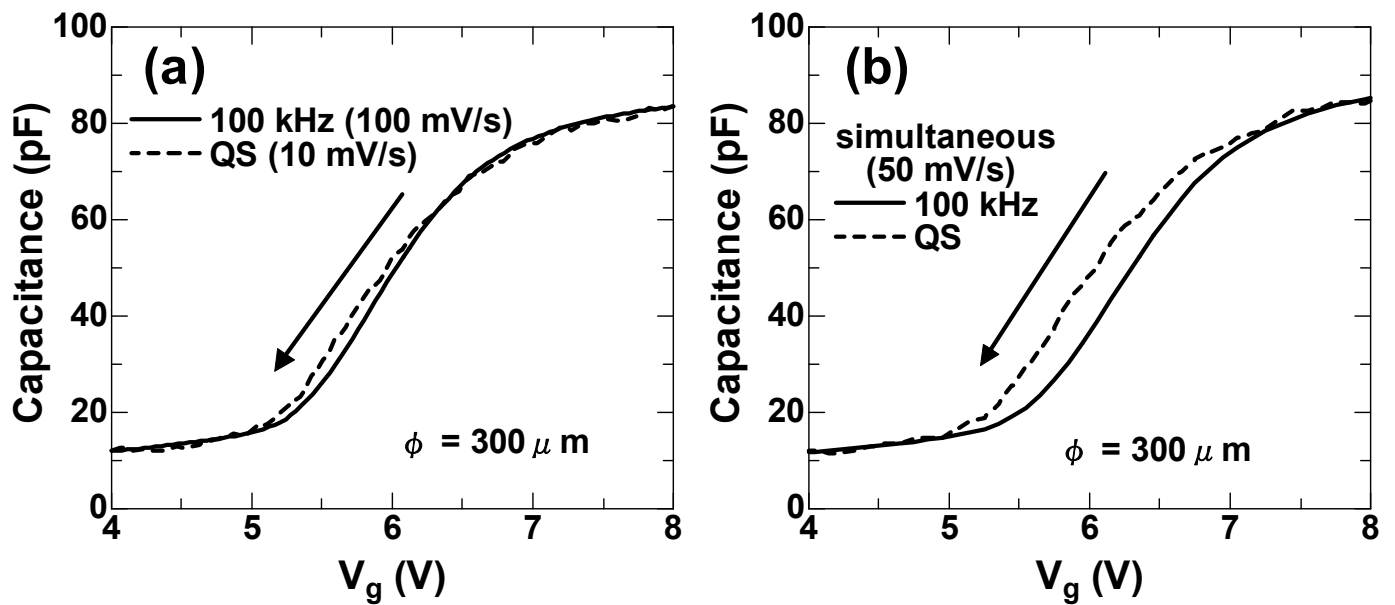 (a)
100 kHz (100 mV/s)
QS (10 mV/s)
ϕ = 300 μ m
Capacitance (pF)
100
80
60
40
20
0
4
5
6
7
8
V_g (V)
(b)
simultaneous
(50 mV/s)
100 kHz
QS
ϕ = 300 μ m
Capacitance (pF)
100
80
60
40
20
0
4
5
6
7
8
V_g (V)